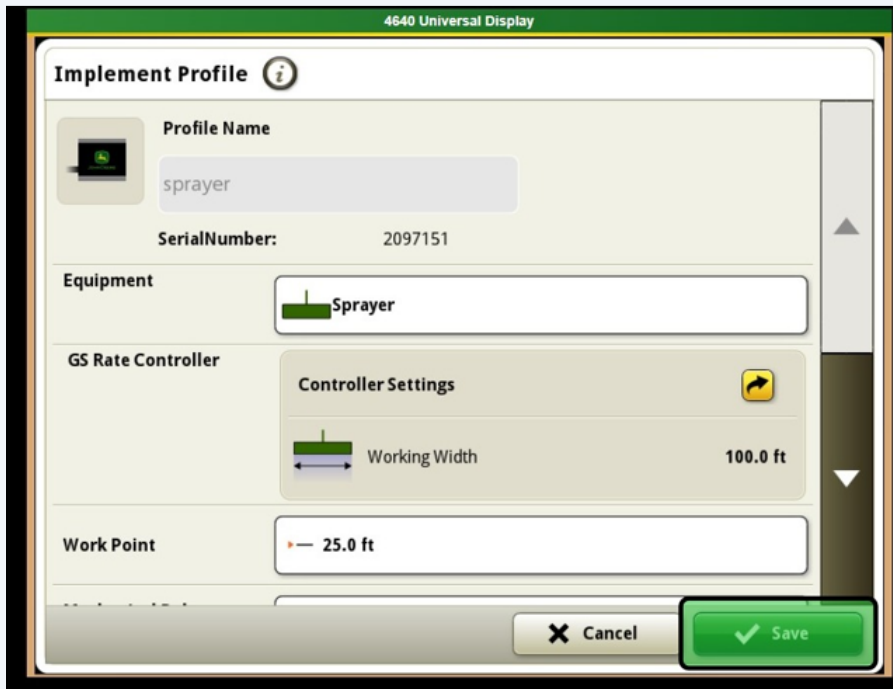 4640 Universal Display
Implement Profile
Profile Name
sprayer
SerialNumber: 2097151
Equipment
Sprayer
GS Rate Controller
Controller Settings
Working Width 100.0 ft
Work Point
25.0 ft
Cancel
Save